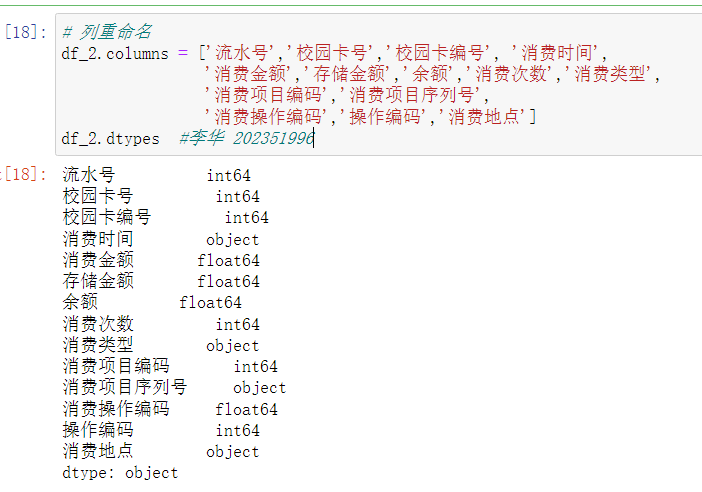 [18]: # 列重命名
df_2.columns = ['流水号','校园卡号','校园卡编号', '消费时间',
'消费金额','存储金额','余额','消费次数','消费类型',
'消费项目编码','消费项目序列号',
'消费操作编码','操作编码','消费地点']
df_2.dtypes #李华 202351996
[18]: 流水号 int64
校园卡号 int64
校园卡编号 int64
消费时间 object
消费金额 float64
存储金额 float64
余额 float64
消费次数 int64
消费类型 object
消费项目编码 int64
消费项目序列号 object
消费操作编码 float64
操作编码 int64
消费地点 object
dtype: object